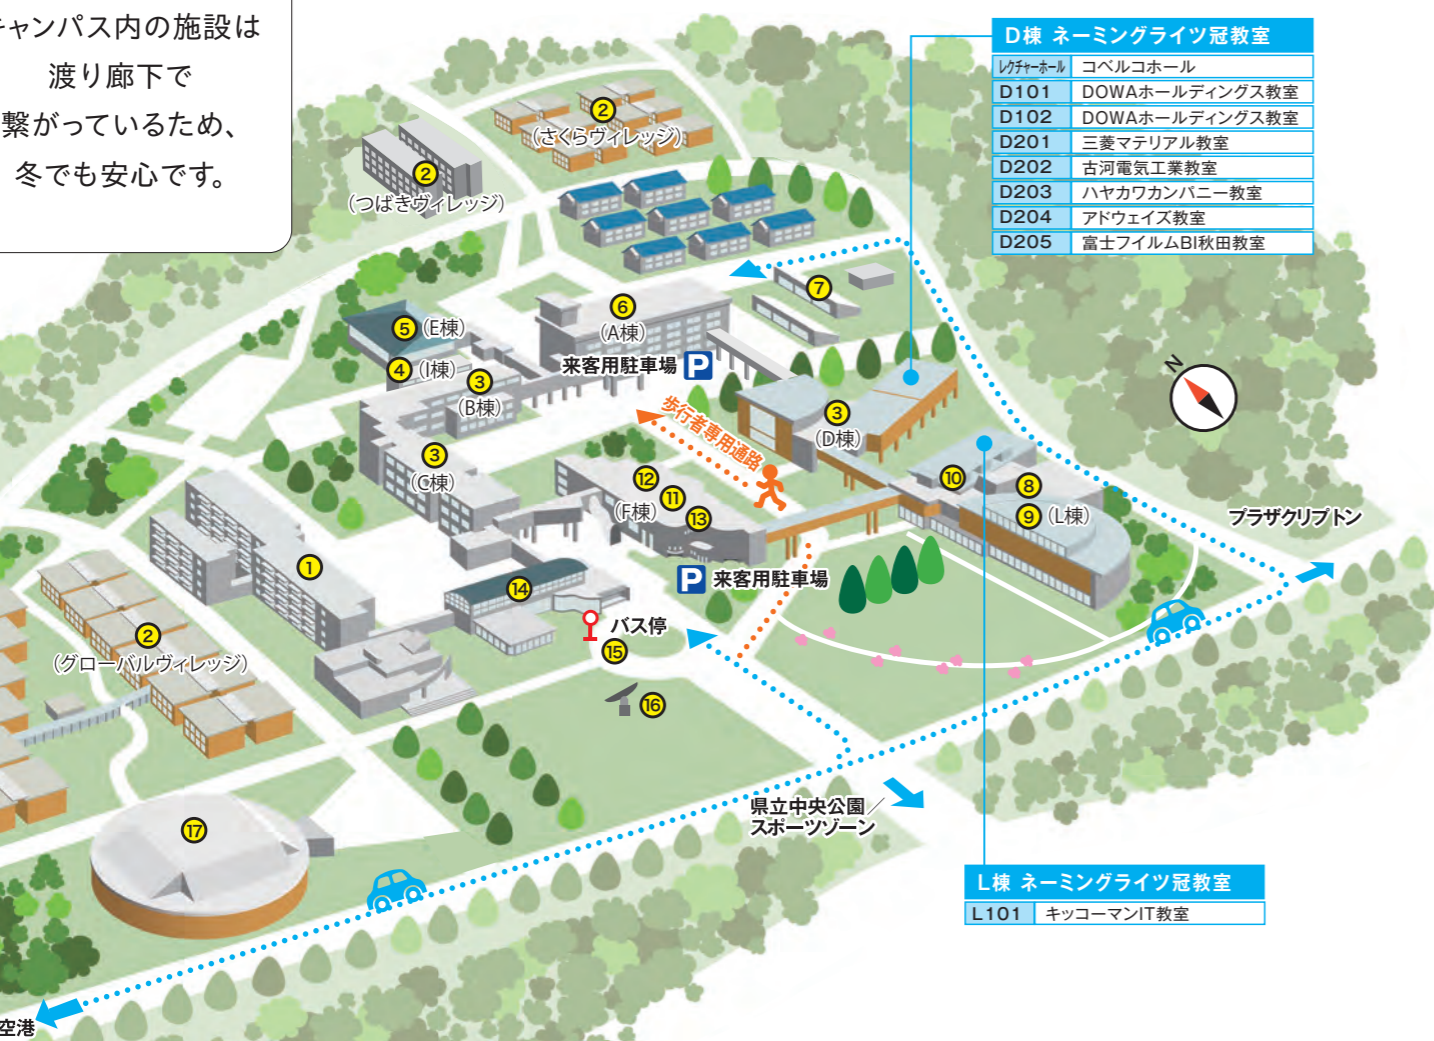 キャンパス内の施設は
渡り廊下で
繋がっているため、
冬でも安心です。
D棟 ネーミングライツ冠教室
レクチャーホール コベルコホール
D101 DOWAホールディングス教室
D102 DOWAホールディングス教室
D201 三菱マテリアル教室
D202 古河電気工業教室
D203 ハヤカワカンパニー教室
D204 アドウェイズ教室
D205 富士フイルムBI秋田教室
②
(さくらヴィレッジ)
②
(つばきヴィレッジ)
⑦
⑥
(A棟)
⑤ (E棟)
④ (I棟)
来客用駐車場 P
③
(B棟)
N
歩行者専用通路
③
(D棟)
③
(C棟)
⑫
(F棟)
⑪
⑬
⑩
⑧
⑨ (L棟)
プラザクリプトン
①
P 来客用駐車場
⑭
バス停
⑮
②
(グローバルヴィレッジ)
⑯
県立中央公園／
スポーツゾーン
⑰
L棟 ネーミングライツ冠教室
L101 キッコーマンIT教室
空港